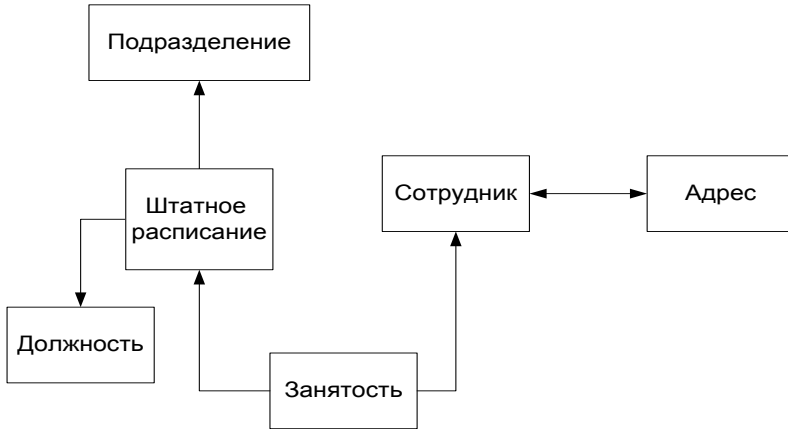 Подразделение
Штатное
расписание
Сотрудник
Адрес
Должность
Занятость